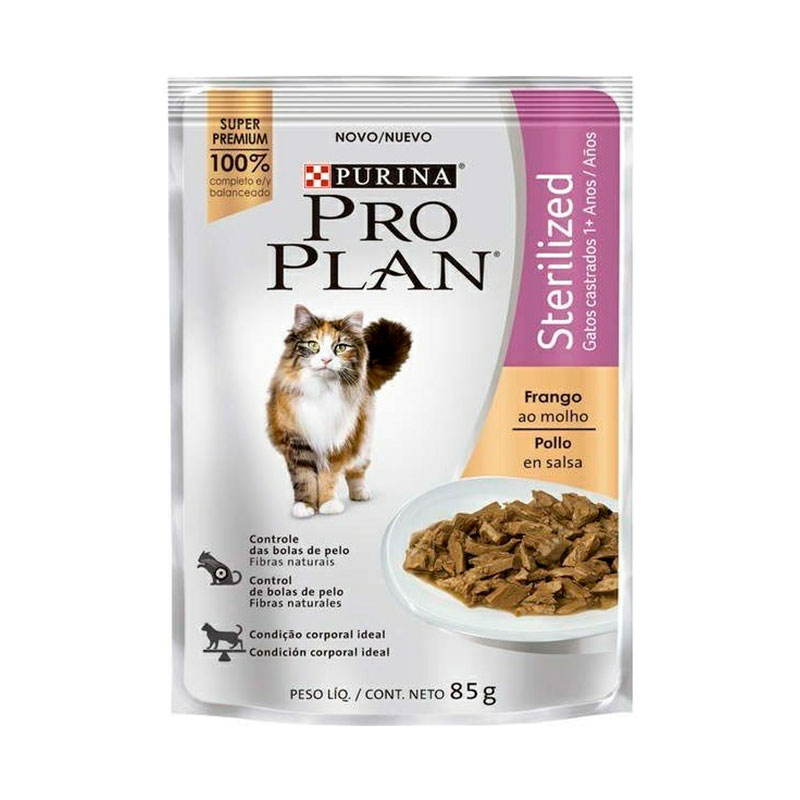 SUPER
PREMIUM
100%
completo e/y
balanceado
NOVO/NUEVO
PURINA®
PRO
PLAN®
Sterilized
Gatos castrados 1+ Anos / Años
Frango
ao molho
Pollo
en salsa
Controle
das bolas de pelo
Fibras naturais
Control
de bolas de pelo
Fibras naturales
Condição corporal ideal
Condición corporal ideal
PESO LÍQ. / CONT. NETO 85g